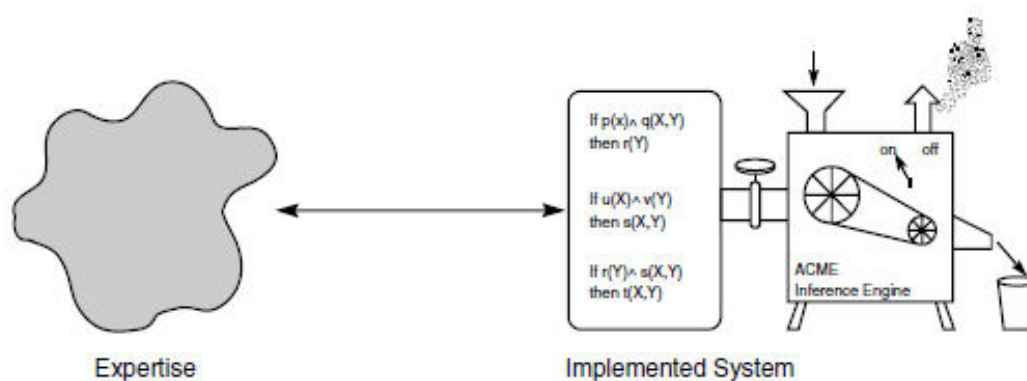 If p(x)∧ q(X,Y)
then r(Y)
If u(X)∧ v(Y)
then s(X,Y)
If r(Y)∧ s(X,Y)
then t(X,Y)
on off
ACME
Inference Engine
Expertise
Implemented System